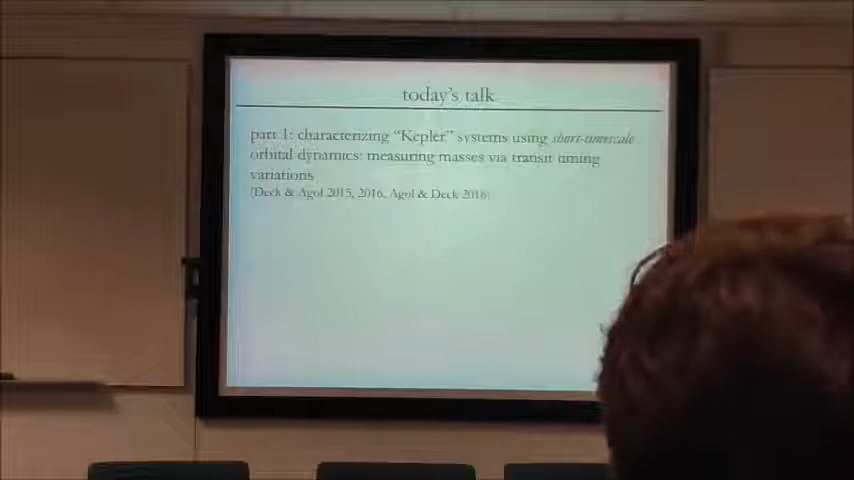 today's talk
part 1: characterizing "Kepler" systems using short-timescale
orbital dynamics: measuring masses via transit timing
variations
(Deck & Agol 2015, 2016, Agol & Deck 2016)